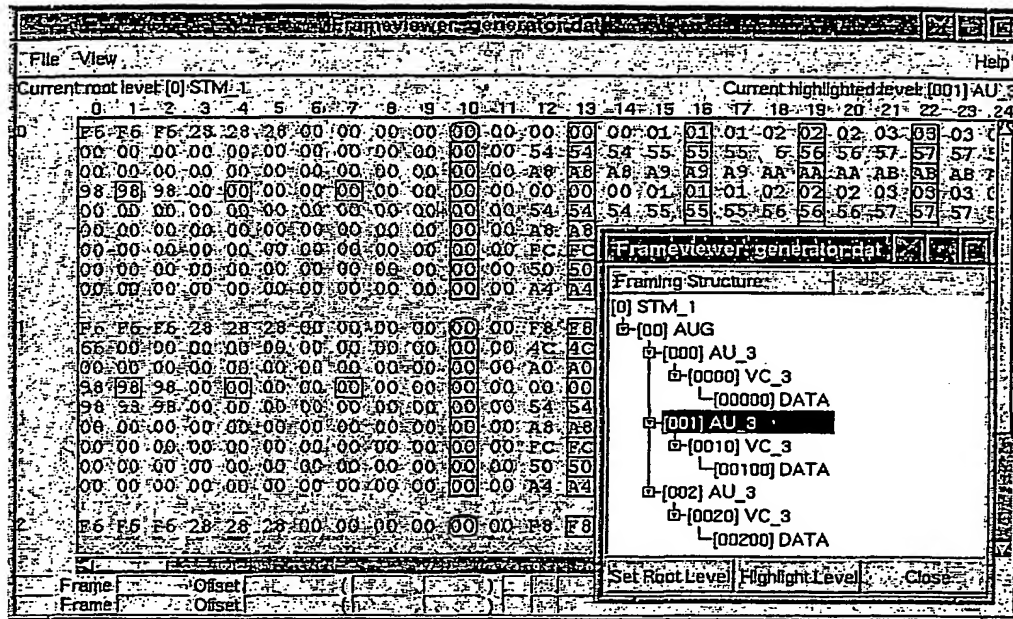 Frameviewer generator.dat
File View Help
Current root level: [0] STM_1 Current highlighted level: [001] AU_3
0 1 2 3 4 5 6 7 8 9 10 11 12 13 14 15 16 17 18 19 20 21 22 23 24
0 F6 F6 F6 28 28 28 00 00 00 00 00 00 00 00 00 01 01 01 02 02 02 03 03 03
00 00 00 00 00 00 00 00 00 00 00 00 54 54 54 55 55 55 56 56 57 57 57
00 00 00 00 00 00 00 00 00 00 00 00 A8 A8 A8 A9 A9 A9 AA AA AA AB AB AB
98 98 98 00 00 00 00 00 00 00 00 00 00 00 00 01 01 01 02 02 02 03 03 03
00 00 00 00 00 00 00 00 00 00 00 00 54 54 54 55 55 55 56 56 56 57 57 57
00 00 00 00 00 00 00 00 00 00 00 00 A8 A8
00 00 00 00 00 00 00 00 00 00 00 00 FC FC
00 00 00 00 00 00 00 00 00 00 00 00 50 50
00 00 00 00 00 00 00 00 00 00 00 00 A4 A4
1 F6 F6 F6 28 28 28 00 00 00 00 00 00 F8 F8
00 00 00 00 00 00 00 00 00 00 00 4C 4C
00 00 00 00 00 00 00 00 00 00 00 00 A0 A0
98 98 98 00 00 00 00 00 00 00 00 00 00 00
98 98 98 00 00 00 00 00 00 00 00 00 54 54
00 00 00 00 00 00 00 00 00 00 00 A8 A8
00 00 00 00 00 00 00 00 00 00 00 00 FC FC
00 00 00 00 00 00 00 00 00 00 00 00 50 50
00 00 00 00 00 00 00 00 00 00 00 00 A4 A4
2 F6 F6 F6 28 28 28 00 00 00 00 00 00 F8 F8
Frame Offset ( )
Frame Offset ( )
Frameviewer generator.dat
Framing Structure
[0] STM_1
[00] AUG
[000] AU_3
[0000] VC_3
[00000] DATA
[001] AU_3
[0010] VC_3
[00100] DATA
[002] AU_3
[0020] VC_3
[00200] DATA
Set Root Level Highlight Level Close